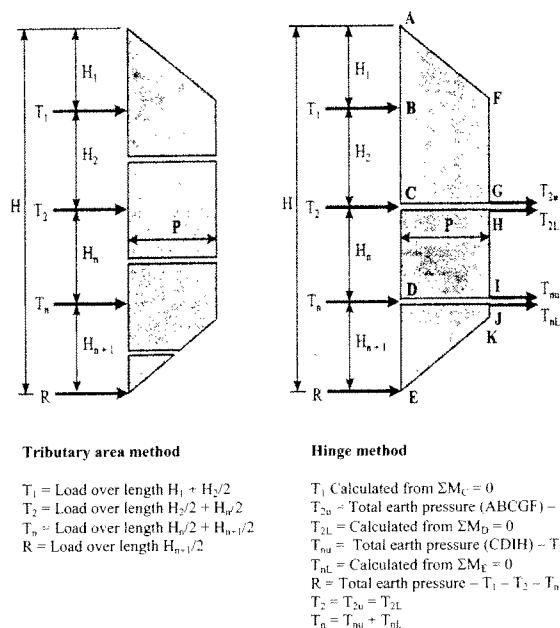 H₁
T₁
H₂
H
T₂
P
Hₙ
Tₙ
Hₙ₊₁
R
A
H₁
F
T₁
B
H₂
H
C
G
T₂ᵤ
T₂
H
T₂L
P
Hₙ
D
I
Tₙᵤ
Tₙ
J
TₙL
K
Hₙ₊₁
R
E
Tributary area method
T₁ = Load over length H₁ + H₂/2
T₂ = Load over length H₂/2 + Hₙ/2
Tₙ = Load over length Hₙ/2 + Hₙ₊₁/2
R = Load over length Hₙ₊₁/2
Hinge method
T₁ Calculated from ΣM_C = 0
T₂ᵤ = Total earth pressure (ABCGF) –
T₂L = Calculated from ΣM_D = 0
Tₙᵤ = Total earth pressure (CDIH) – T
TₙL = Calculated from ΣM_E = 0
R = Total earth pressure – T₁ – T₂ – Tₙ
T₂ = T₂ᵤ = T₂L
Tₙ = Tₙᵤ + TₙL